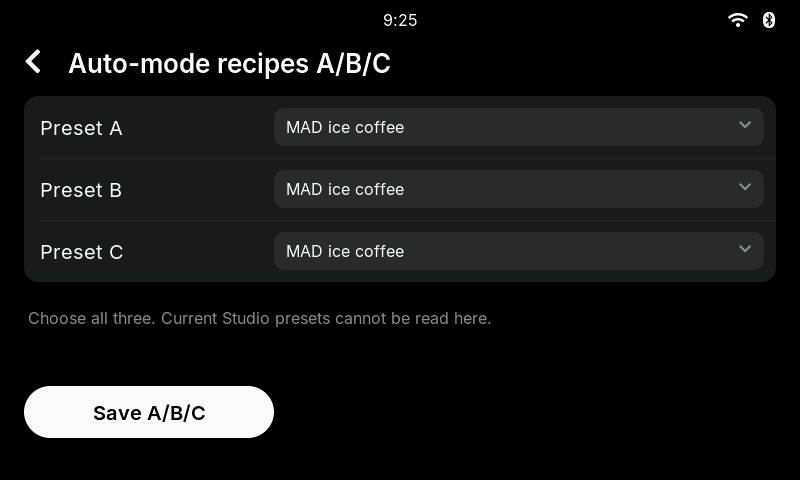 9:25
Auto-mode recipes A/B/C
Preset A
MAD ice coffee
Preset B
MAD ice coffee
Preset C
MAD ice coffee
Choose all three. Current Studio presets cannot be read here.
Save A/B/C